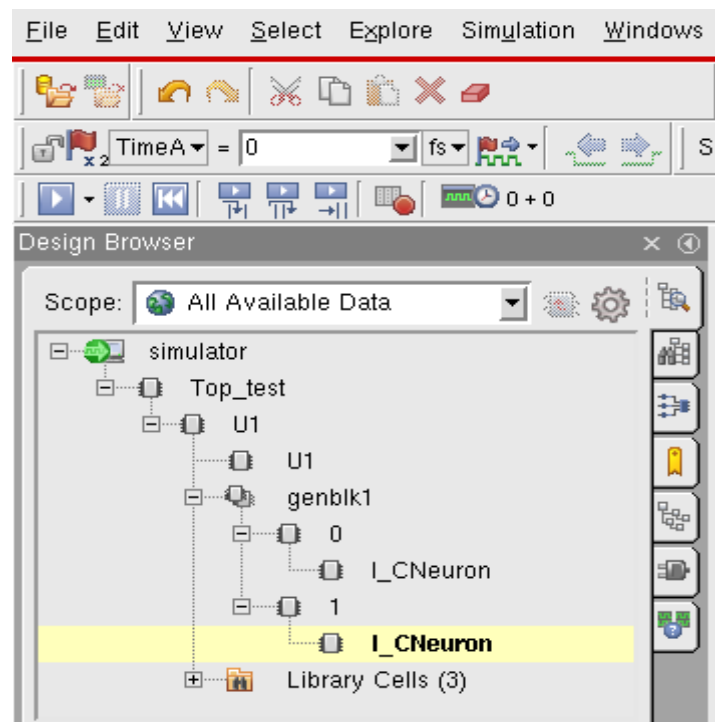 File Edit View Select Explore Simulation Windows
x2 TimeA = 0 fs S
0 + 0
Design Browser
Scope: All Available Data
simulator
Top_test
U1
U1
genblk1
0
I_CNeuron
1
I_CNeuron
Library Cells (3)